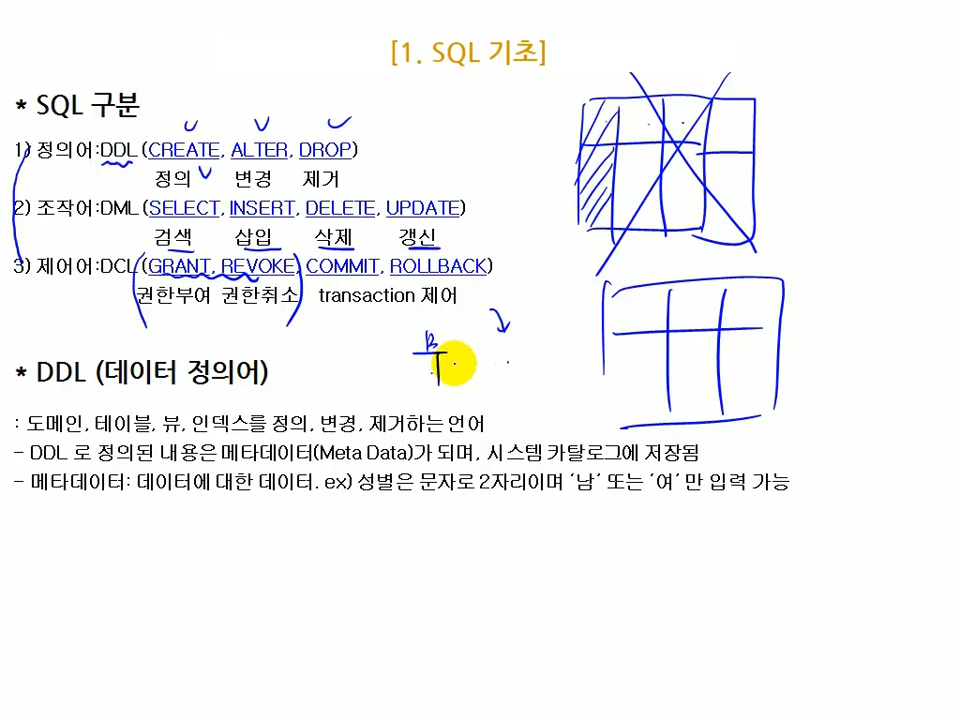 [1. SQL 기초]
* SQL 구분
1) 정의어:DDL (CREATE, ALTER, DROP)
정의 변경 제거
2) 조작어:DML (SELECT, INSERT, DELETE, UPDATE)
검색 삽입 삭제 갱신
3) 제어어:DCL (GRANT, REVOKE, COMMIT, ROLLBACK)
권한부여 권한취소 transaction 제어
* DDL (데이터 정의어)
: 도메인, 테이블, 뷰, 인덱스를 정의, 변경, 제거하는 언어
- DDL 로 정의된 내용은 메타데이터(Meta Data)가 되며, 시스템 카탈로그에 저장됨
- 메타데이터: 데이터에 대한 데이터. ex) 성별은 문자로 2자리이며 ‘남’ 또는 ‘여’ 만 입력 가능